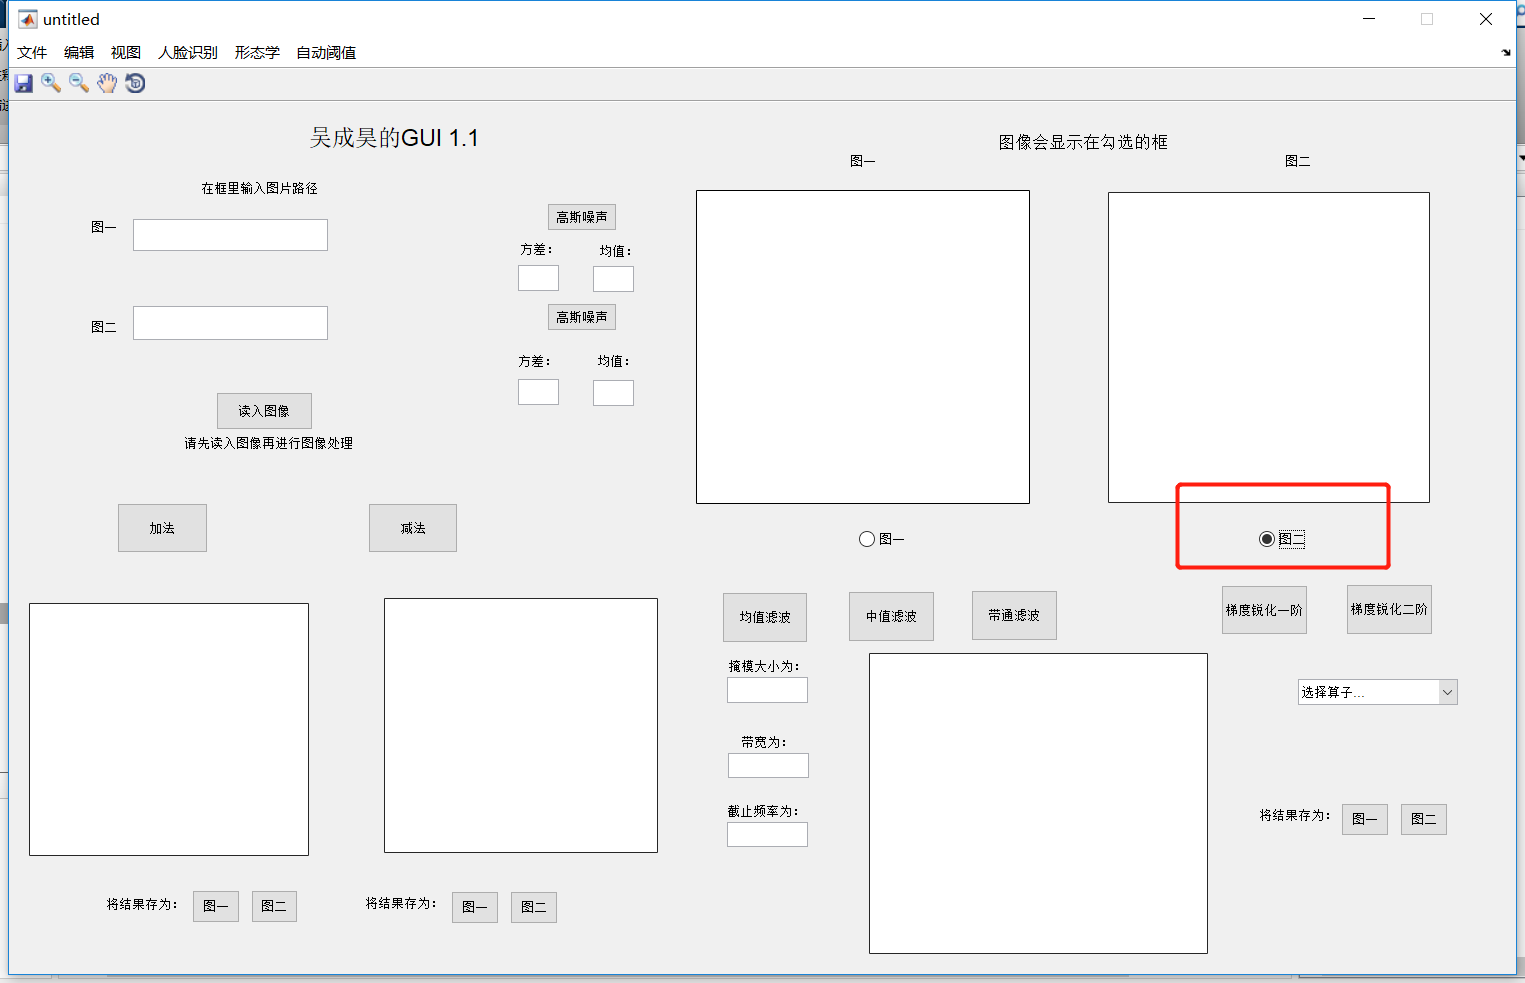 untitled
文件 编辑 视图 人脸识别 形态学 自动阈值
吴成昊的GUI 1.1
图像会显示在勾选的框
图一 图二
在框里输入图片路径
图一
高斯噪声
方差： 均值：
高斯噪声
图二
方差： 均值：
读入图像
请先读入图像再进行图像处理
加法 减法
图一 图二
均值滤波 中值滤波 带通滤波 梯度锐化一阶 梯度锐化二阶
掩模大小为：
选择算子...
带宽为：
截止频率为：
将结果存为： 图一 图二
将结果存为： 图一 图二 将结果存为： 图一 图二